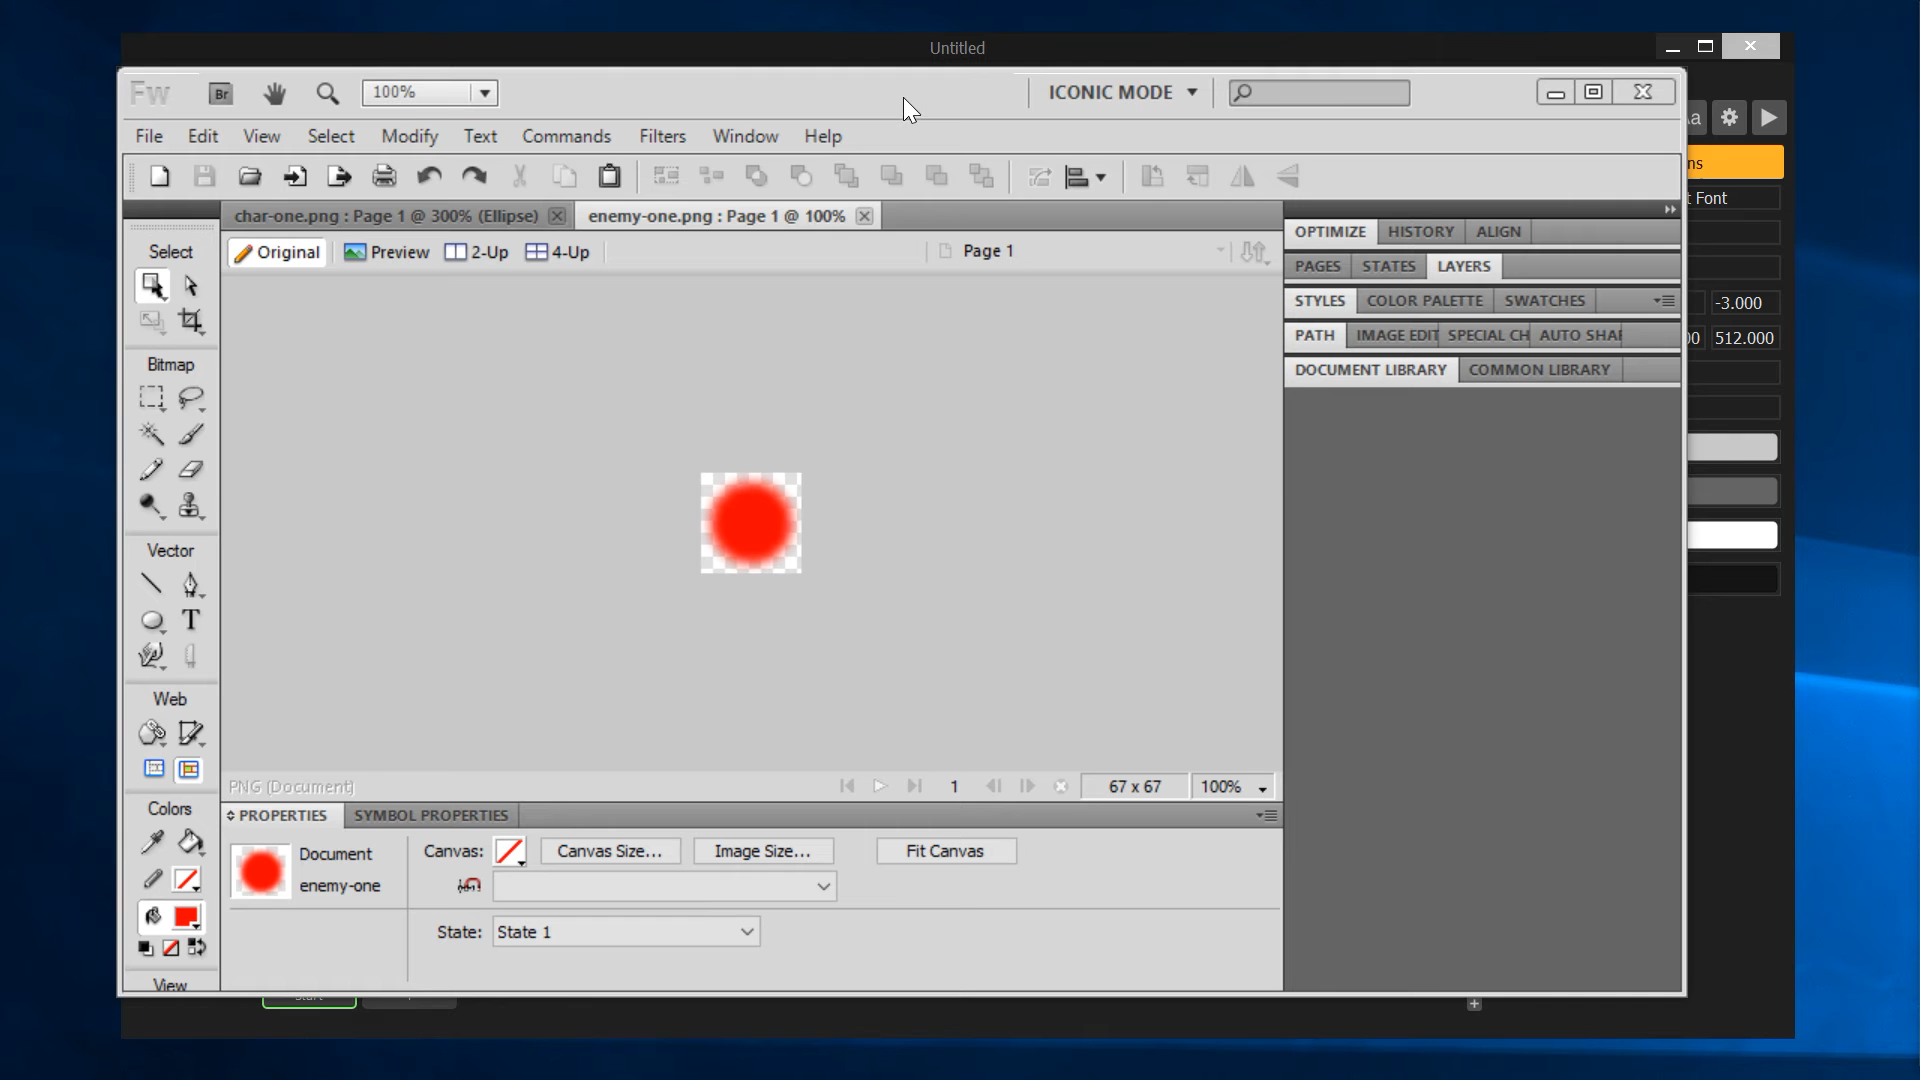 Untitled
Fw Br 100% ICONIC MODE
File Edit View Select Modify Text Commands Filters Window Help
char-one.png : Page 1 @ 300% (Ellipse) enemy-one.png : Page 1 @ 100%
Original Preview 2-Up 4-Up Page 1
Select
Bitmap
Vector
T
Web
Colors
View
OPTIMIZE HISTORY ALIGN
PAGES STATES LAYERS
STYLES COLOR PALETTE SWATCHES
PATH IMAGE EDIT SPECIAL CH AUTO SHA
DOCUMENT LIBRARY COMMON LIBRARY
Font
-3.000
512.000
PNG (Document) 1 67 x 67 100%
PROPERTIES SYMBOL PROPERTIES
Document
enemy-one
Canvas: Canvas Size... Image Size... Fit Canvas
State: State 1